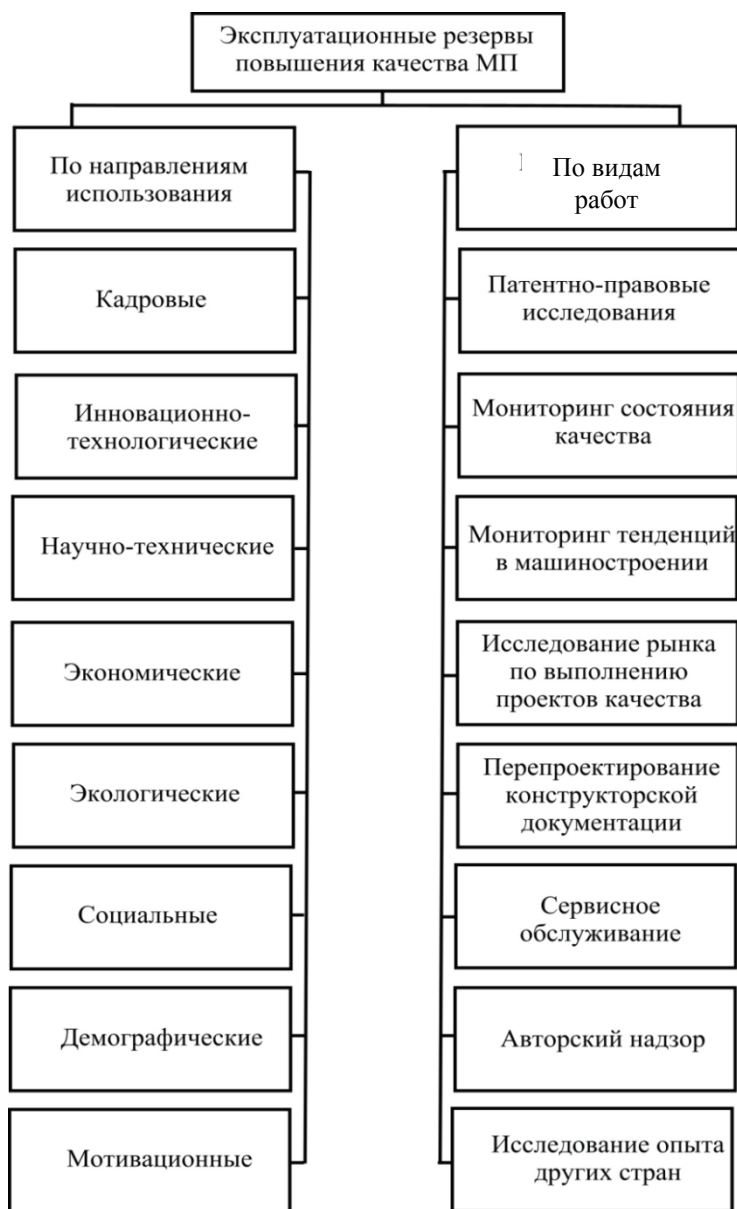 Эксплуатационные резервы
повышения качества МП
По направлениям
использования
Кадровые
Инновационно-
технологические
Научно-технические
Экономические
Экологические
Социальные
Демографические
Мотивационные
По видам
работ
Патентно-правовые
исследования
Мониторинг состояния
качества
Мониторинг тенденций
в машиностроении
Исследование рынка
по выполнению
проектов качества
Перепроектирование
конструкторской
документации
Сервисное
обслуживание
Авторский надзор
Исследование опыта
других стран